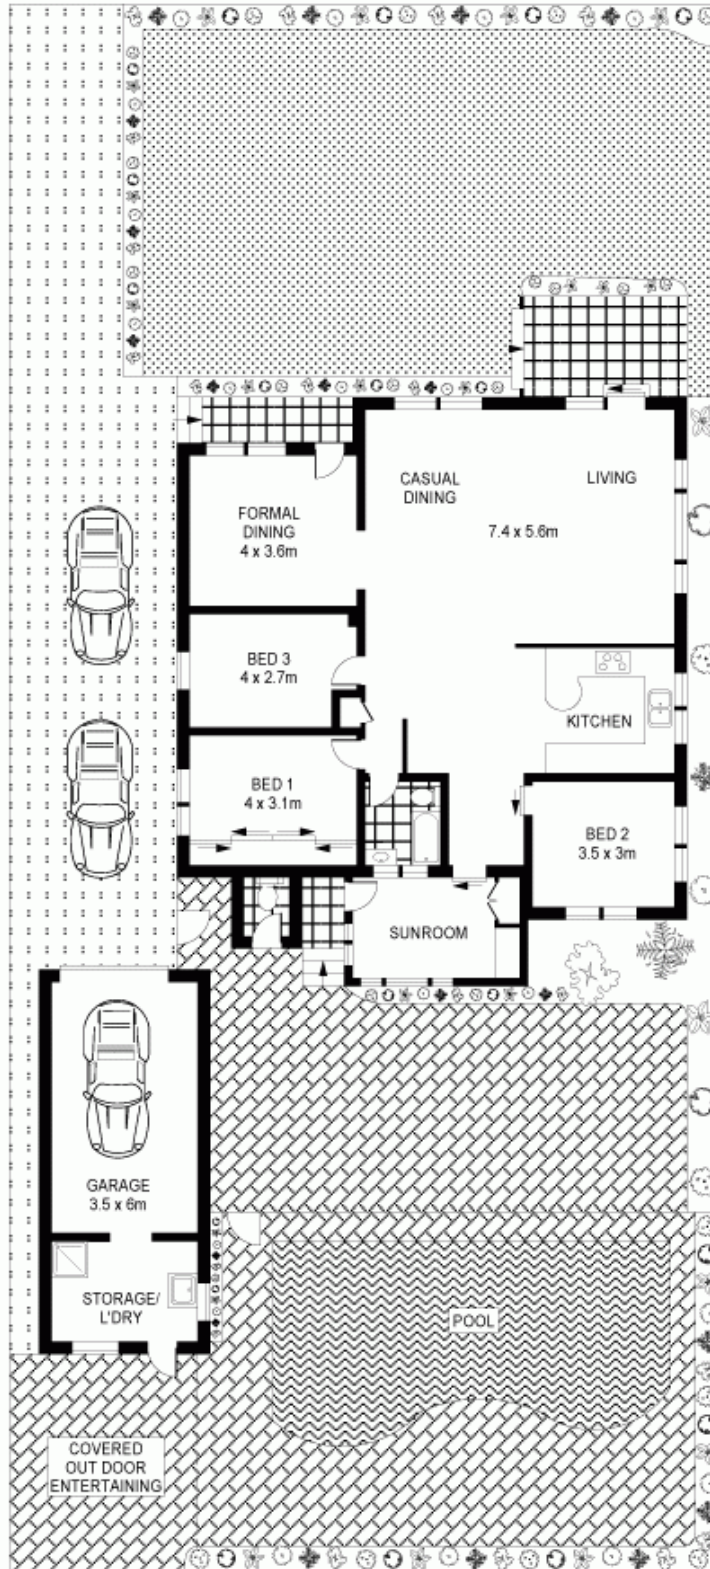 CASUAL
DINING
LIVING
7.4 x 5.6m
FORMAL
DINING
4 x 3.6m
BED 3
4 x 2.7m
KITCHEN
BED 1
4 x 3.1m
BED 2
3.5 x 3m
SUNROOM
GARAGE
3.5 x 6m
STORAGE/
L'DRY
POOL
COVERED
OUT DOOR
ENTERTAINING